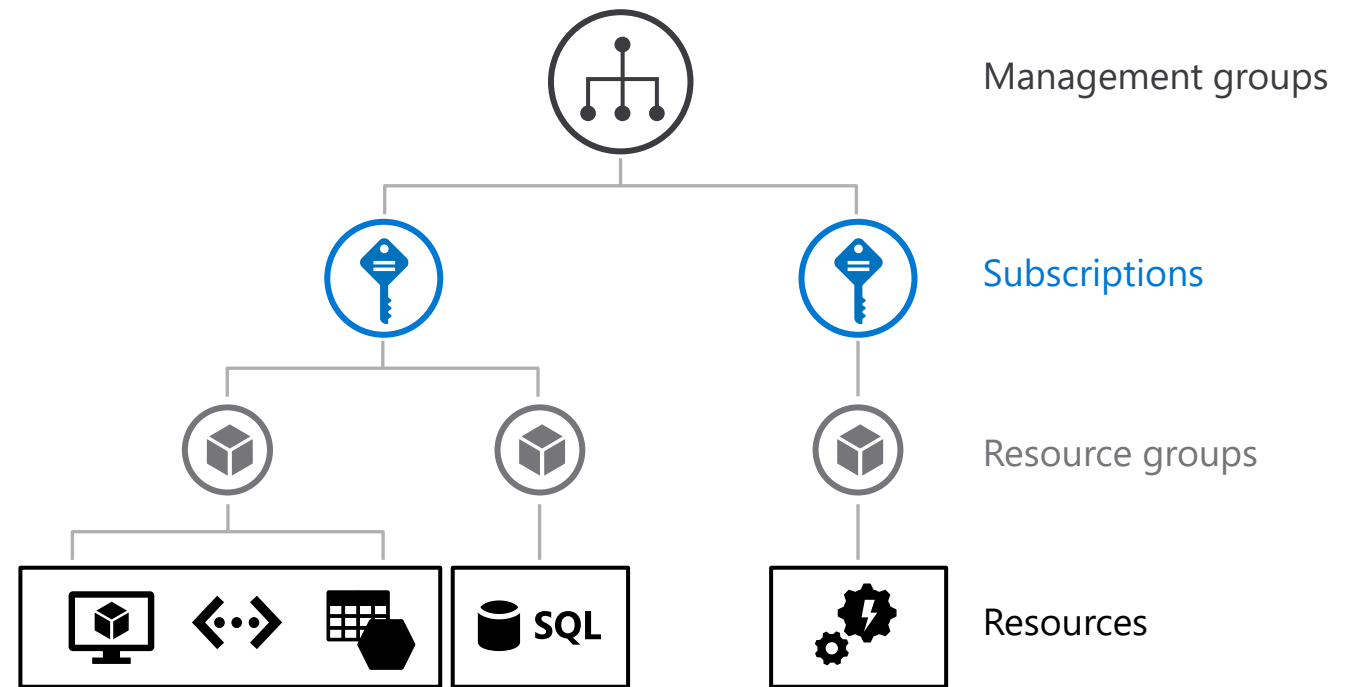 Management groups
Subscriptions
Resource groups
SQL
Resources